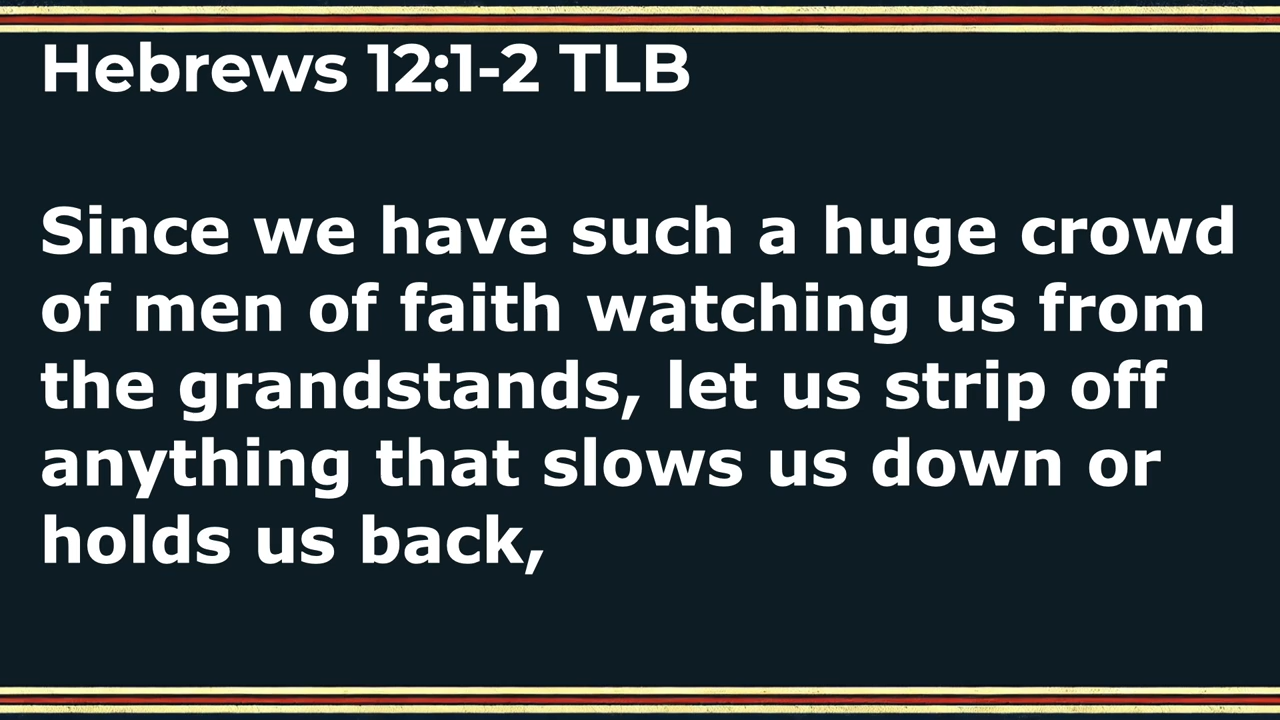 Hebrews 12:1-2 TLB
Since we have such a huge crowd
of men of faith watching us from
the grandstands, let us strip off
anything that slows us down or
holds us back,